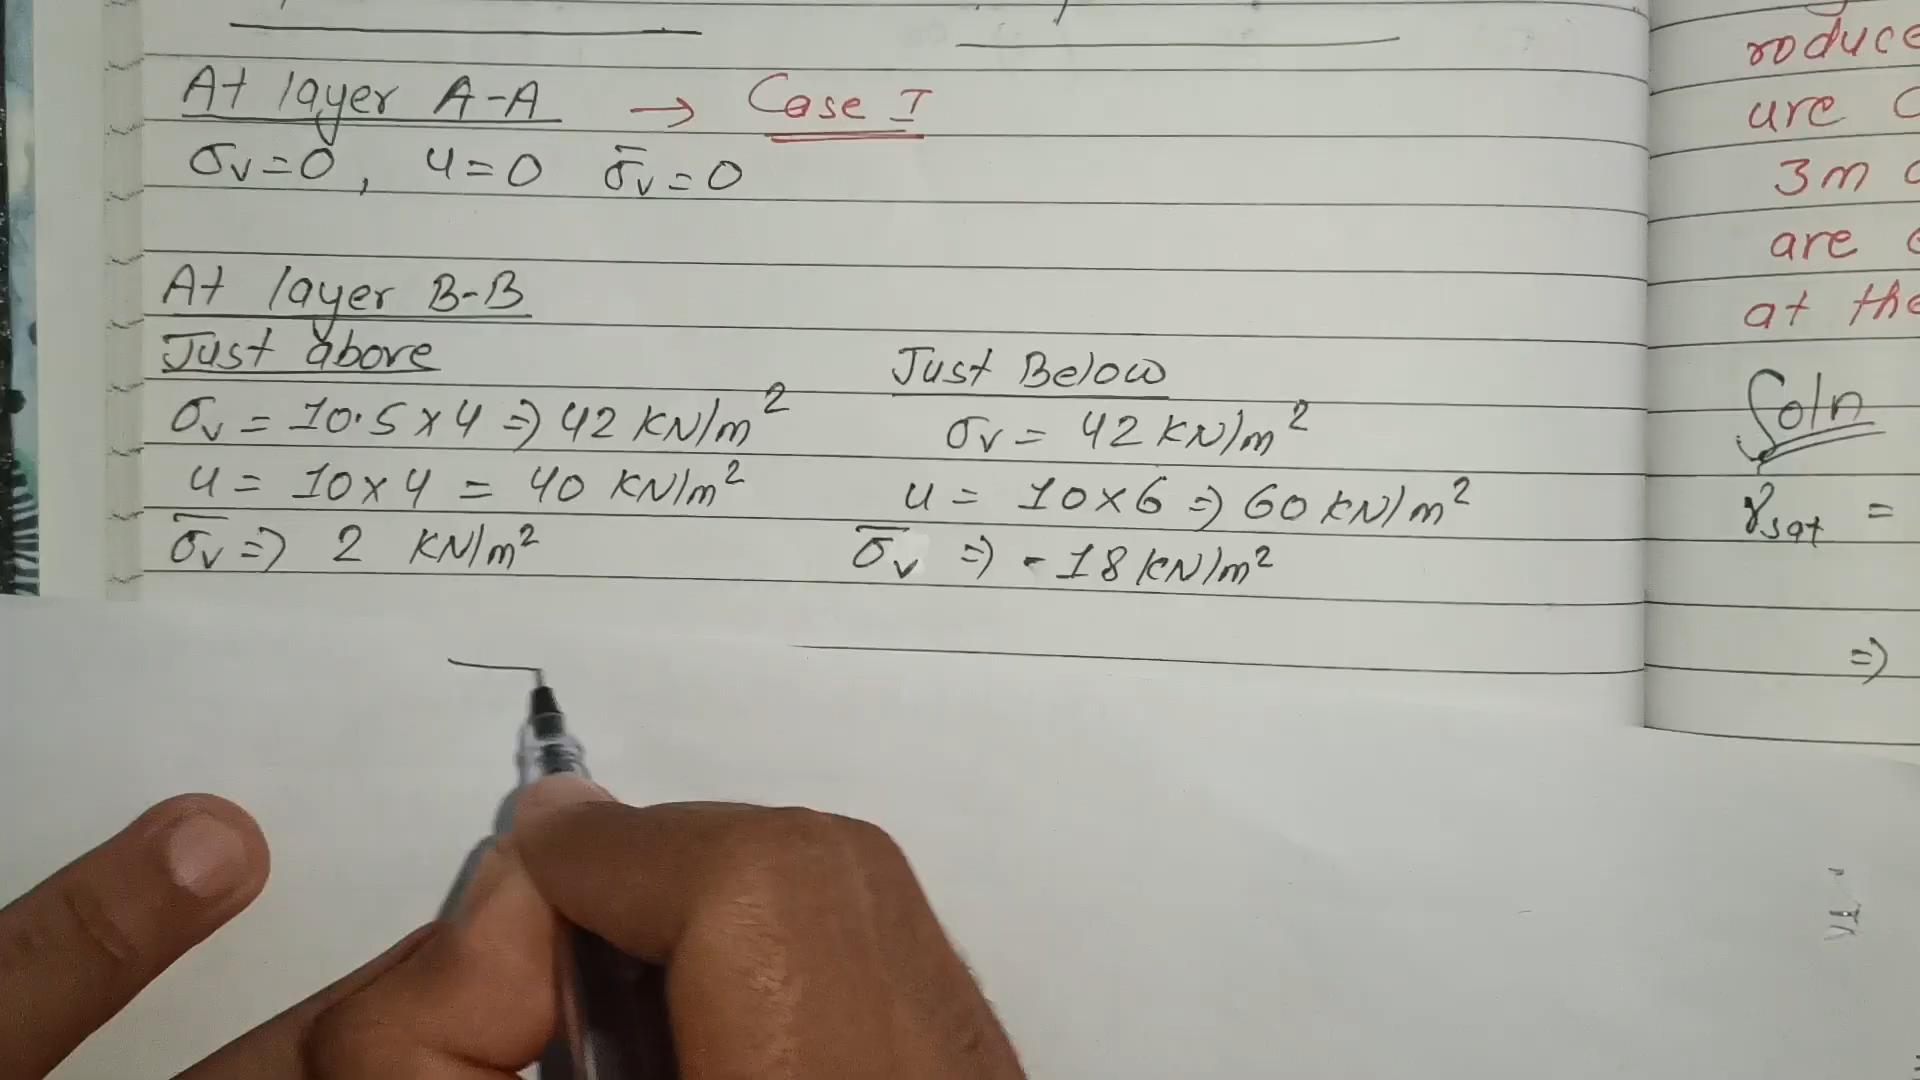 At layer A-A → Case I
σv=0, u=0 σ̄v=0
At layer B-B
Just above
σv = 10.5×4 ⇒ 42 KN/m²
u = 10×4 = 40 KN/m²
σ̄v ⇒ 2 KN/m²
Just Below
σv = 42 KN/m²
u = 10×6 ⇒ 60 KN/m²
σ̄v ⇒ -18 KN/m²
roduce
ure
3m
are
at the
Soln
γsat =
⇒